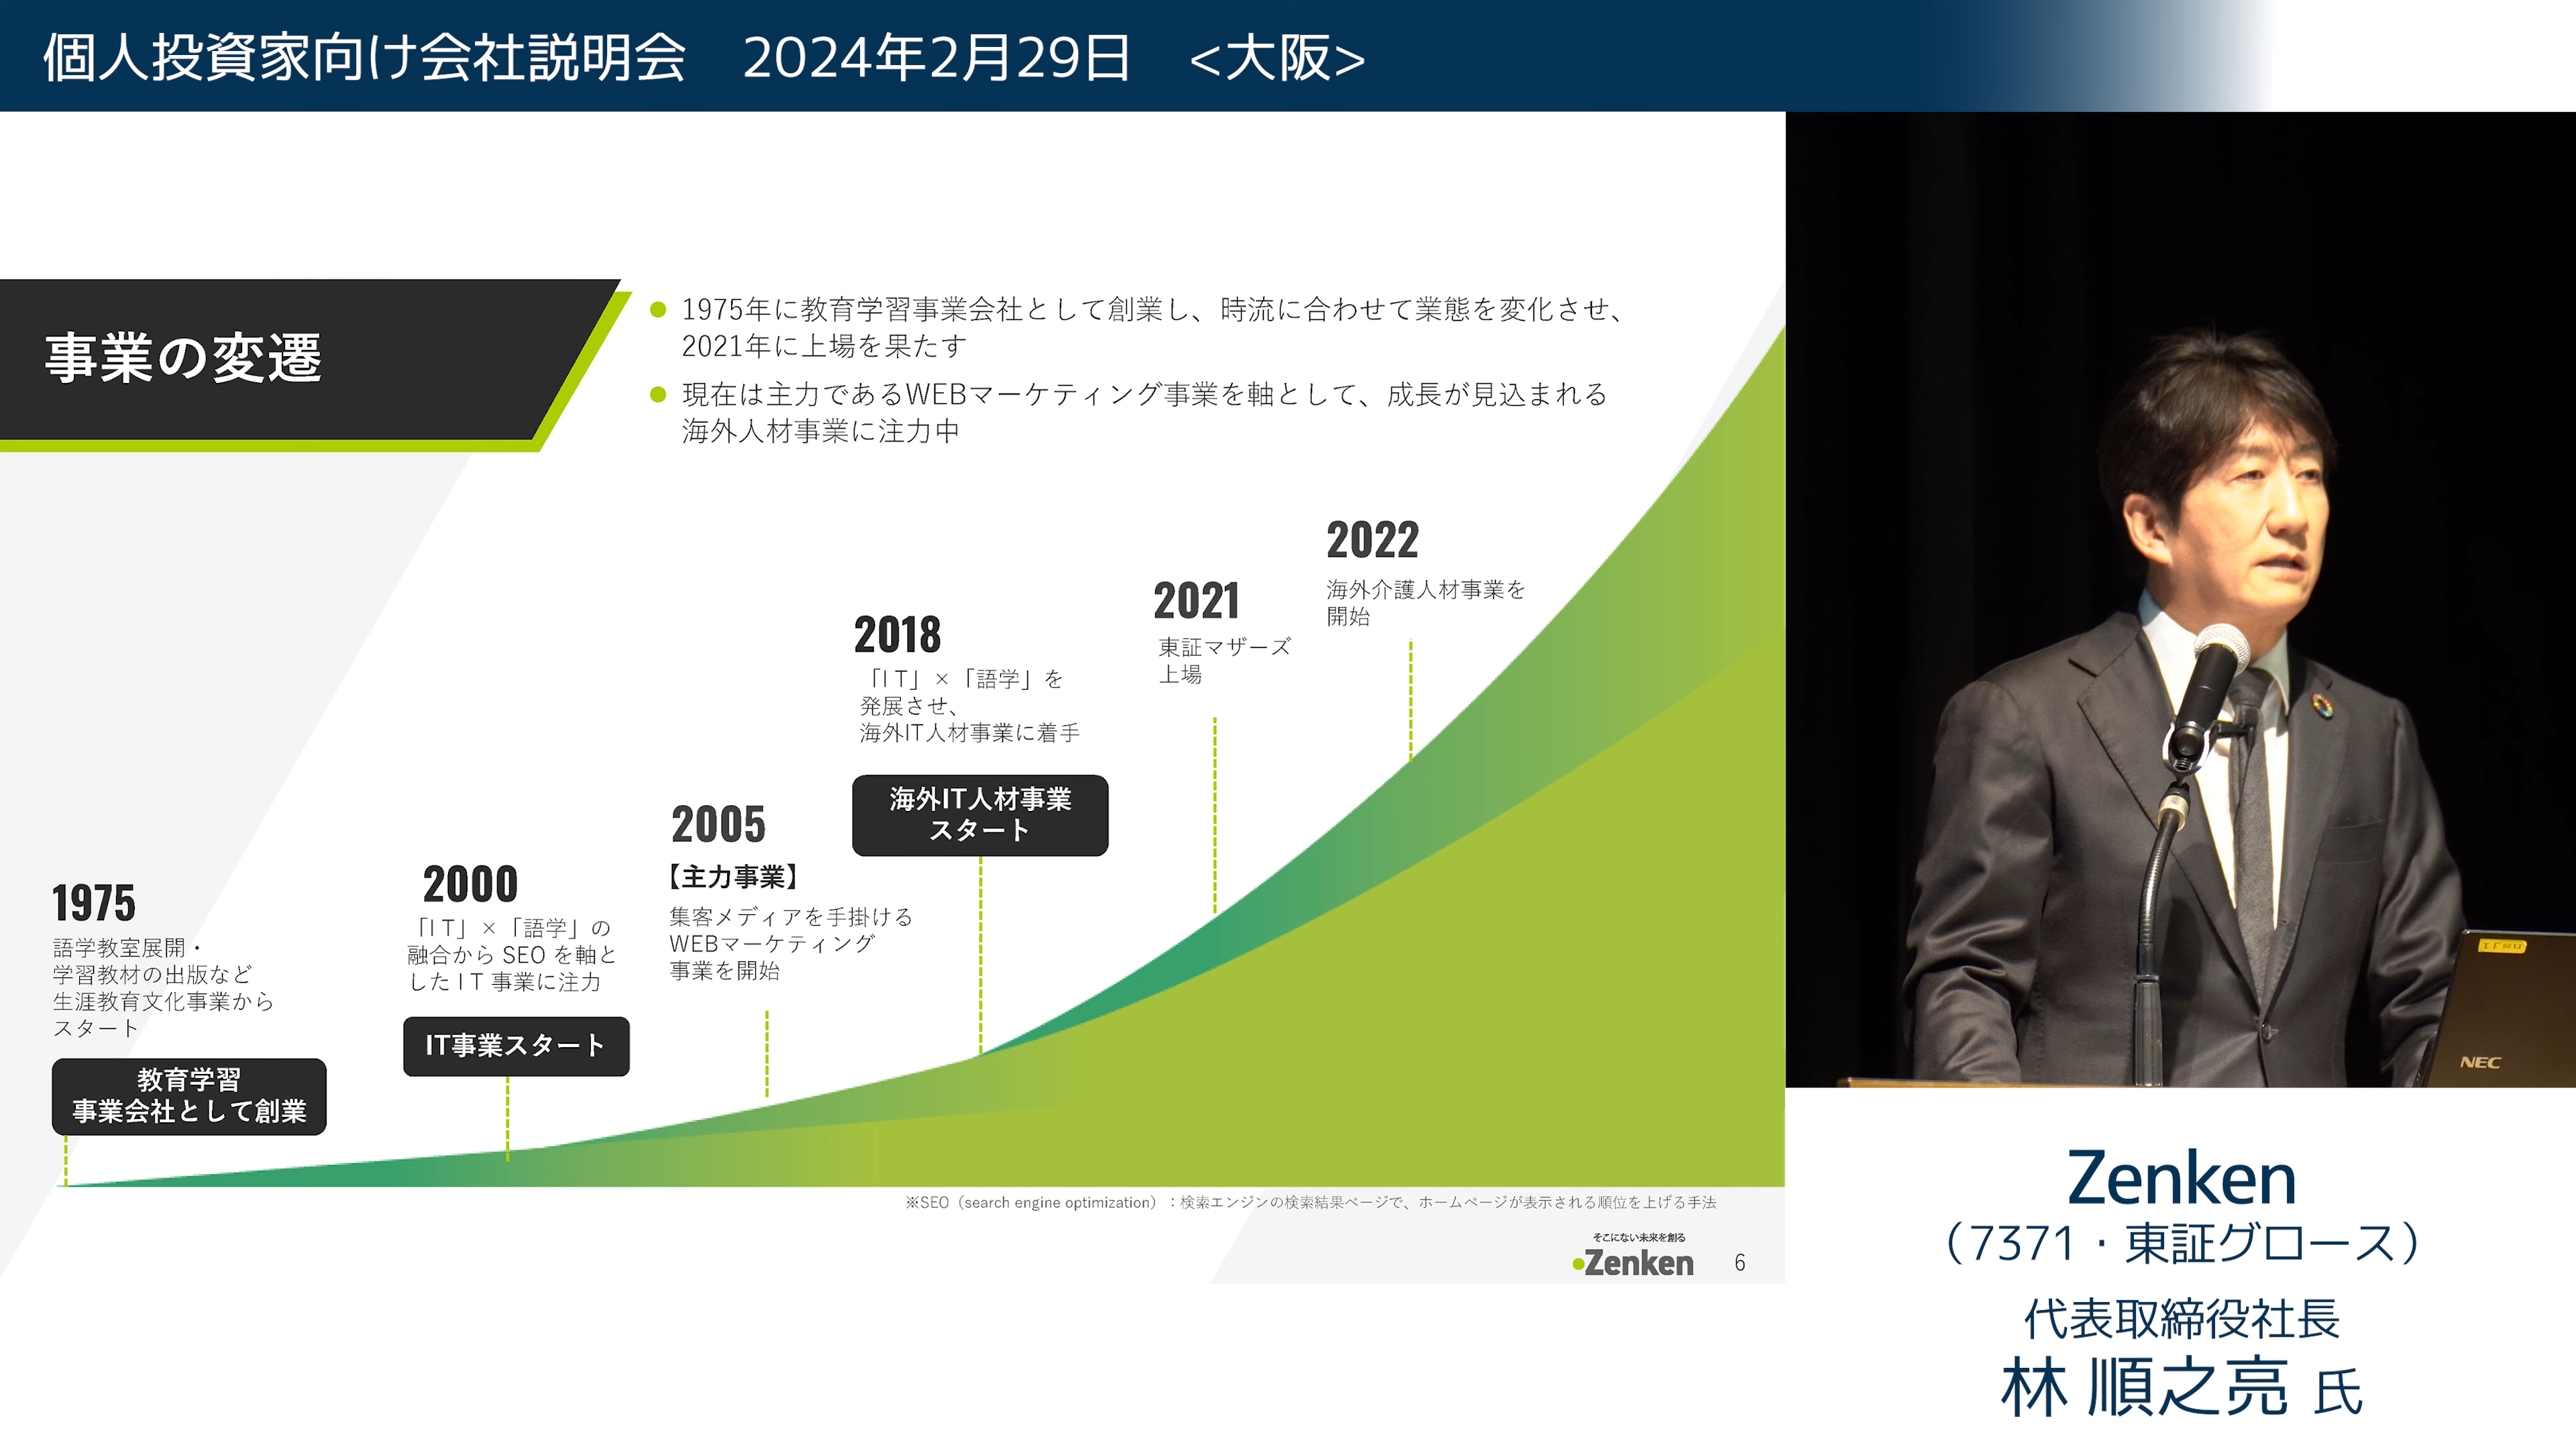 個人投資家向け会社説明会　2024年2月29日　<大阪>
事業の変遷
● 1975年に教育学習事業会社として創業し、時流に合わせて業態を変化させ、
2021年に上場を果たす
● 現在は主力であるWEBマーケティング事業を軸として、成長が見込まれる
海外人材事業に注力中
1975
語学教室展開・
学習教材の出版など
生涯教育文化事業から
スタート
教育学習
事業会社として創業
2000
「IT」×「語学」の
融合から SEO を軸と
した IT 事業に注力
IT事業スタート
2005
【主力事業】
集客メディアを手掛ける
WEBマーケティング
事業を開始
2018
「IT」×「語学」を
発展させ、
海外IT人材事業に着手
海外IT人材事業
スタート
2021
東証マザーズ
上場
2022
海外介護人材事業を
開始
※SEO（search engine optimization）：検索エンジンの検索結果ページで、ホームページが表示される順位を上げる手法
そこにない未来を創る
Zenken
6
NEC
Zenken
（7371・東証グロース）
代表取締役社長
林 順之亮 氏